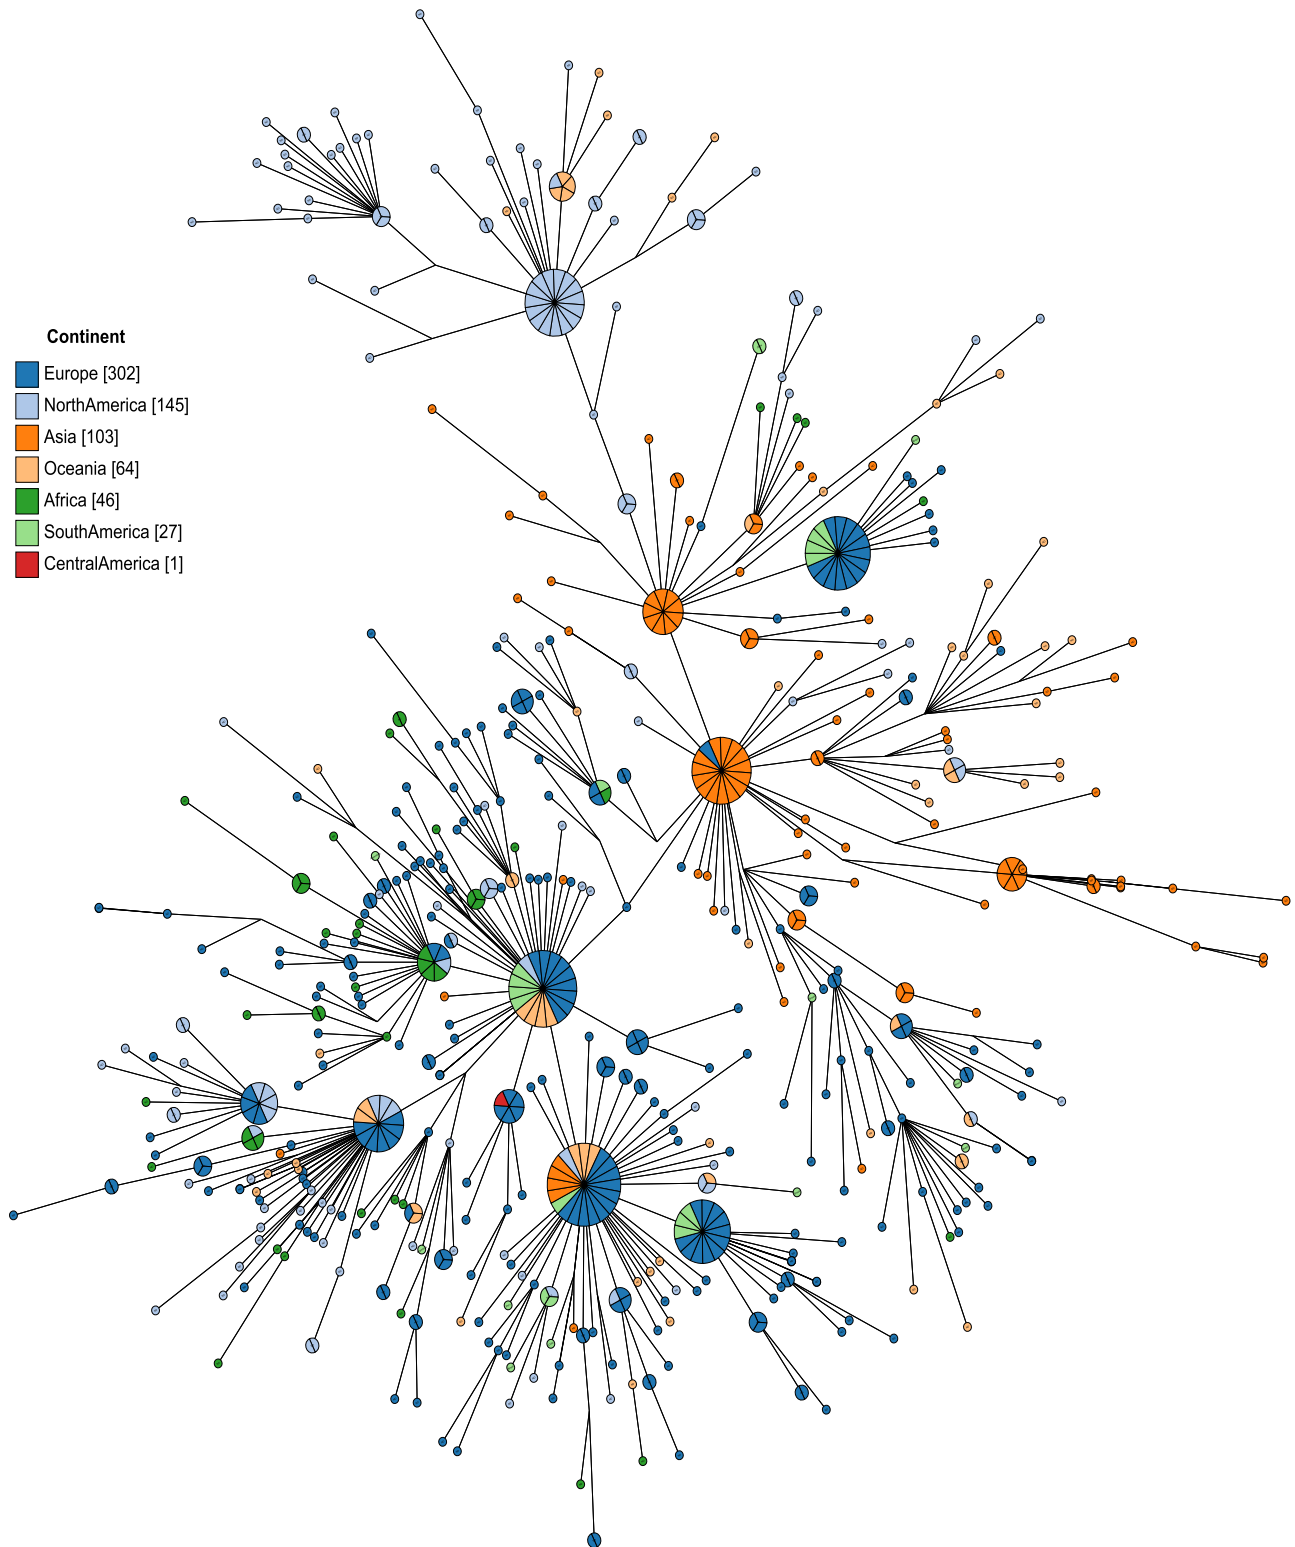 Continent
Europe [302]
NorthAmerica [145]
Asia [103]
Oceania [64]
Africa [46]
SouthAmerica [27]
CentralAmerica [1]